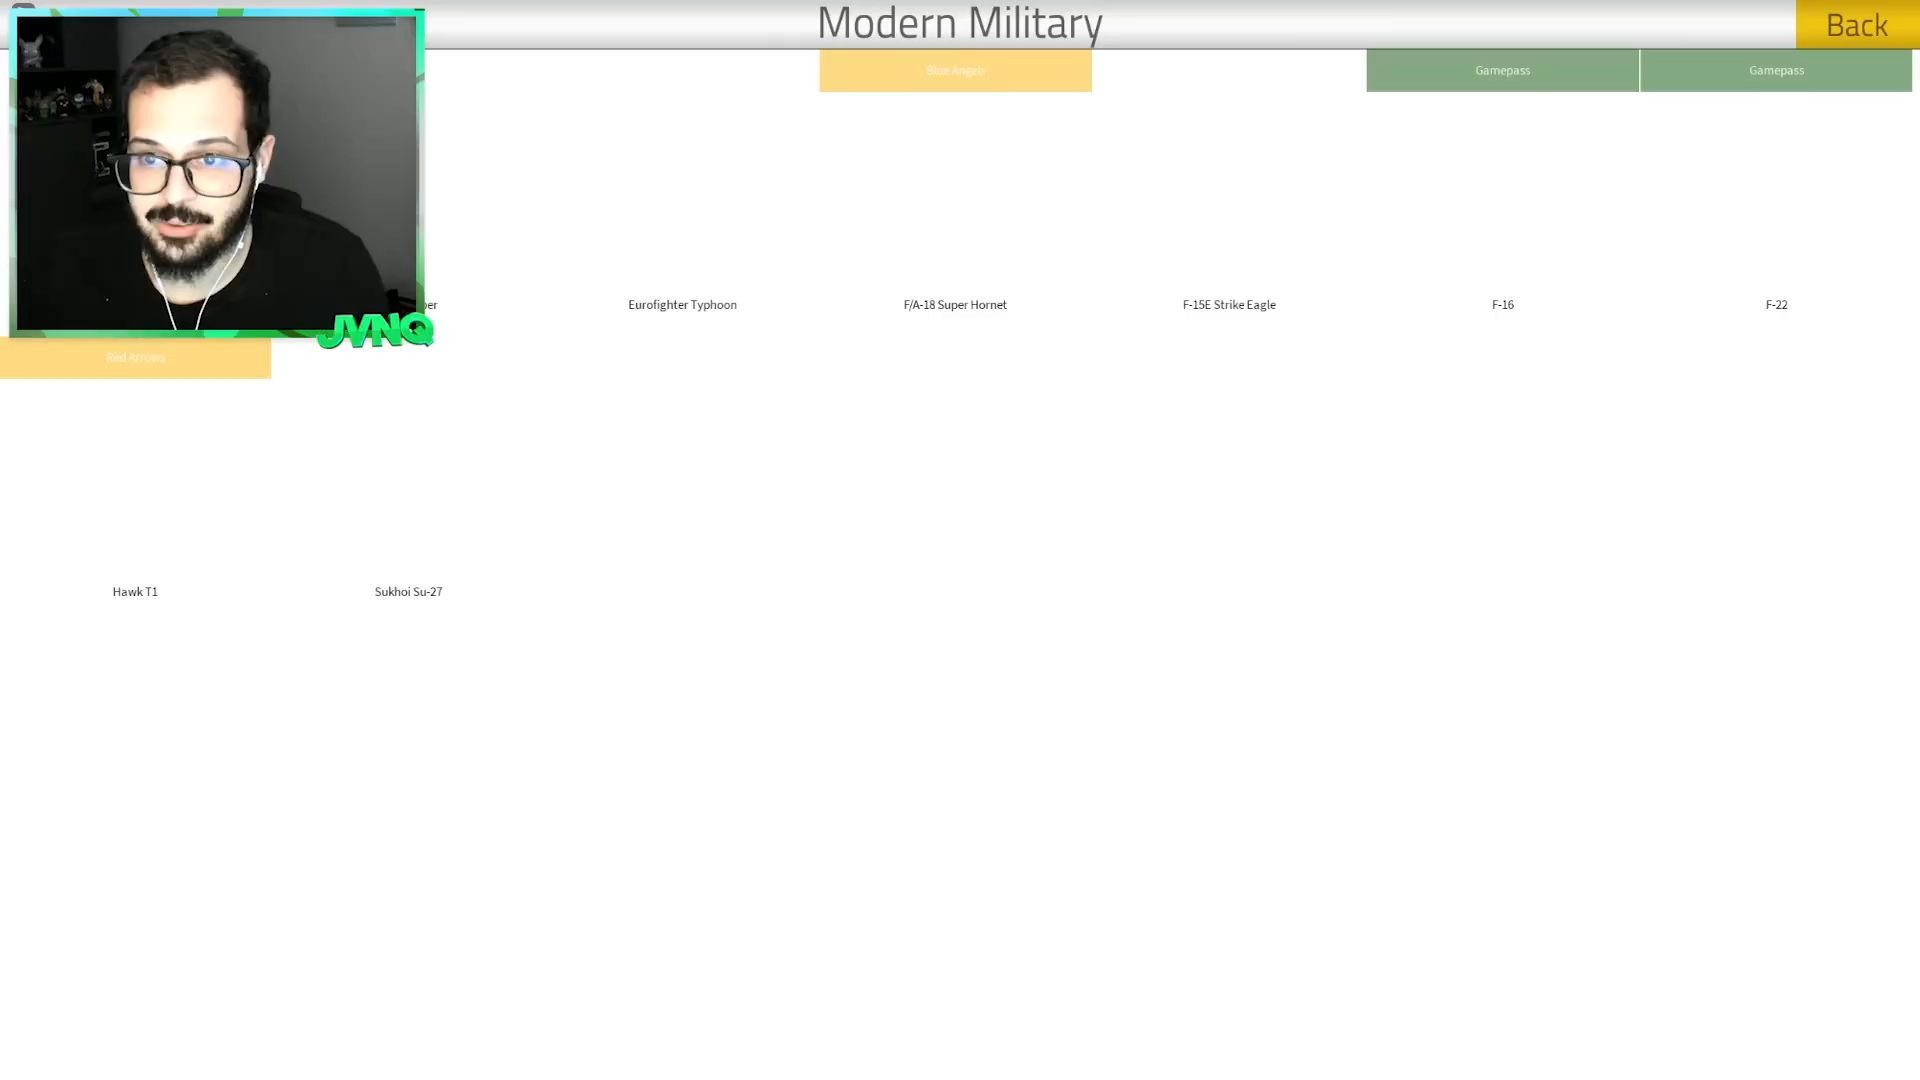 Modern Military
Back
Blue Angels
Gamepass
Gamepass
Eurofighter Typhoon
F/A-18 Super Hornet
F-15E Strike Eagle
F-16
F-22
JVNQ
Red Arrows
Hawk T1
Sukhoi Su-27